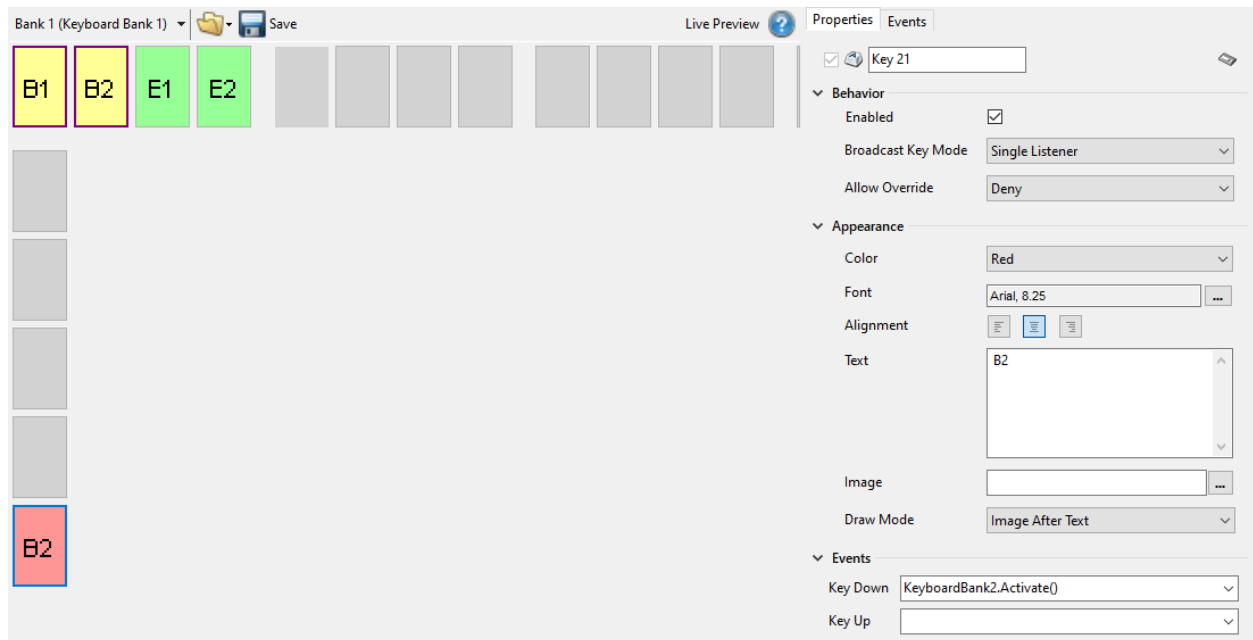 Bank 1 (Keyboard Bank 1) Save Live Preview
B1 B2 E1 E2
B2
Properties Events
Key 21
Behavior
Enabled
Broadcast Key Mode Single Listener
Allow Override Deny
Appearance
Color Red
Font Arial, 8.25 ...
Alignment
Text B2
Image ...
Draw Mode Image After Text
Events
Key Down KeyboardBank2.Activate()
Key Up